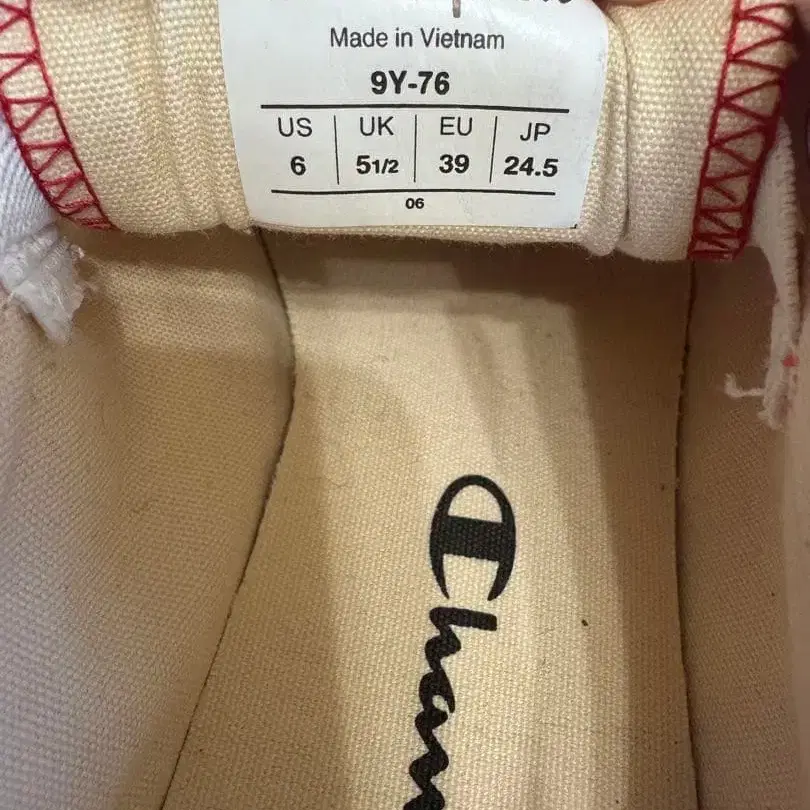 Made in Vietnam
9Y-76
US UK EU JP
6 51/2 39 24.5
06
Cham